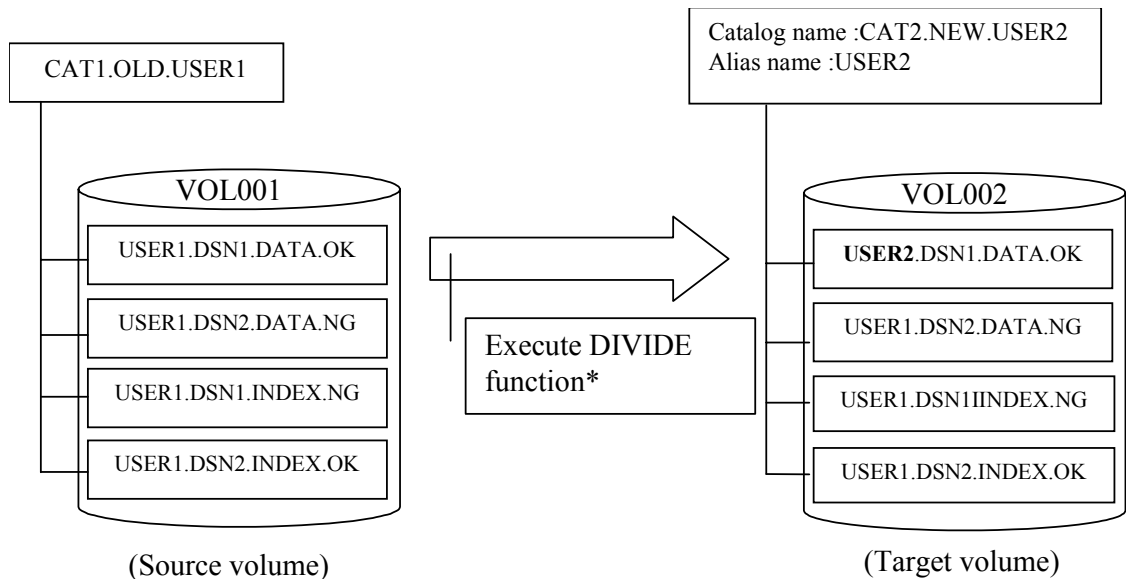 CAT1.OLD.USER1
VOL001
USER1.DSN1.DATA.OK
USER1.DSN2.DATA.NG
USER1.DSN1.INDEX.NG
USER1.DSN2.INDEX.OK
(Source volume)
Execute DIVIDE
function*
Catalog name :CAT2.NEW.USER2
Alias name :USER2
VOL002
USER2.DSN1.DATA.OK
USER1.DSN2.DATA.NG
USER1.DSN1IINDEX.NG
USER1.DSN2.INDEX.OK
(Target volume)